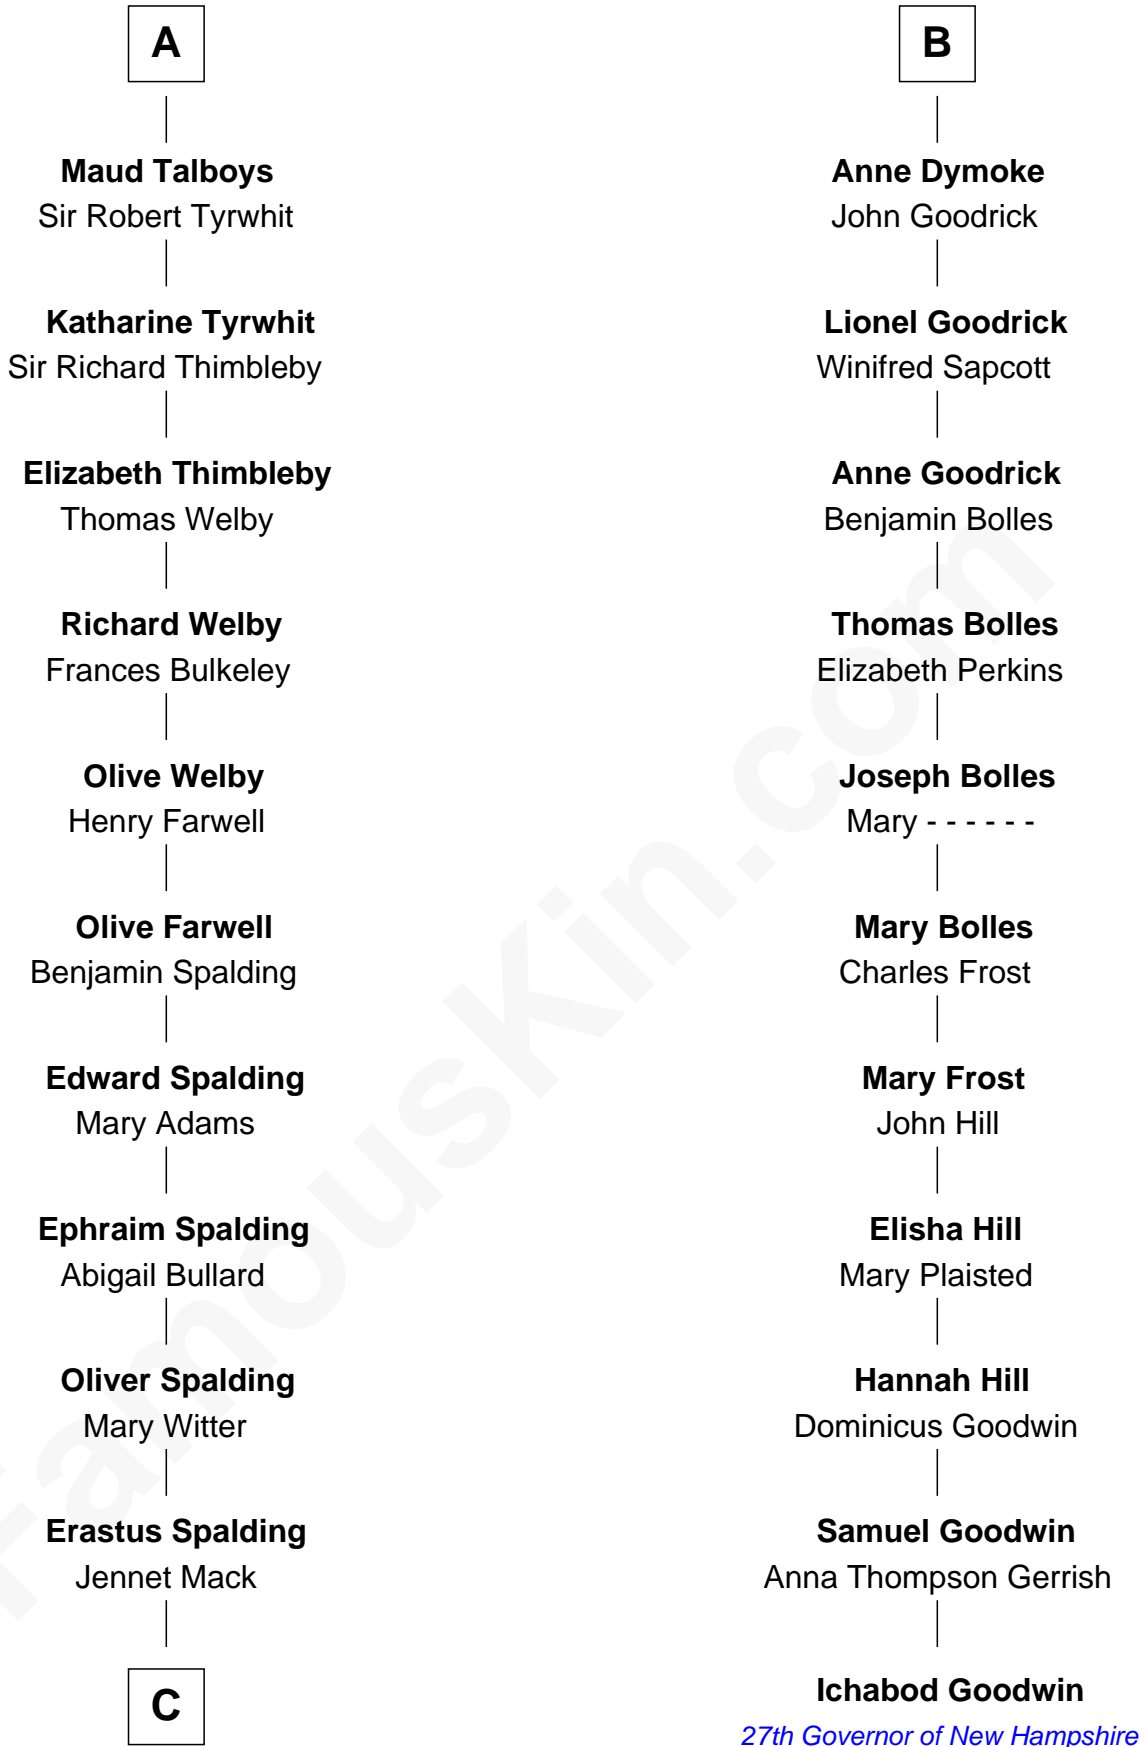 A
Maud Talboys
Sir Robert Tyrwhit
Katharine Tyrwhit
Sir Richard Thimbleby
Elizabeth Thimbleby
Thomas Welby
Richard Welby
Frances Bulkeley
Olive Welby
Henry Farwell
Olive Farwell
Benjamin Spalding
Edward Spalding
Mary Adams
Ephraim Spalding
Abigail Bullard
Oliver Spalding
Mary Witter
Erastus Spalding
Jennet Mack
C
B
Anne Dymoke
John Goodrick
Lionel Goodrick
Winifred Sapcott
Anne Goodrick
Benjamin Bolles
Thomas Bolles
Elizabeth Perkins
Joseph Bolles
Mary - - - - - -
Mary Bolles
Charles Frost
Mary Frost
John Hill
Elisha Hill
Mary Plaisted
Hannah Hill
Dominicus Goodwin
Samuel Goodwin
Anna Thompson Gerrish
Ichabod Goodwin
27th Governor of New Hampshire
FamousKin.com